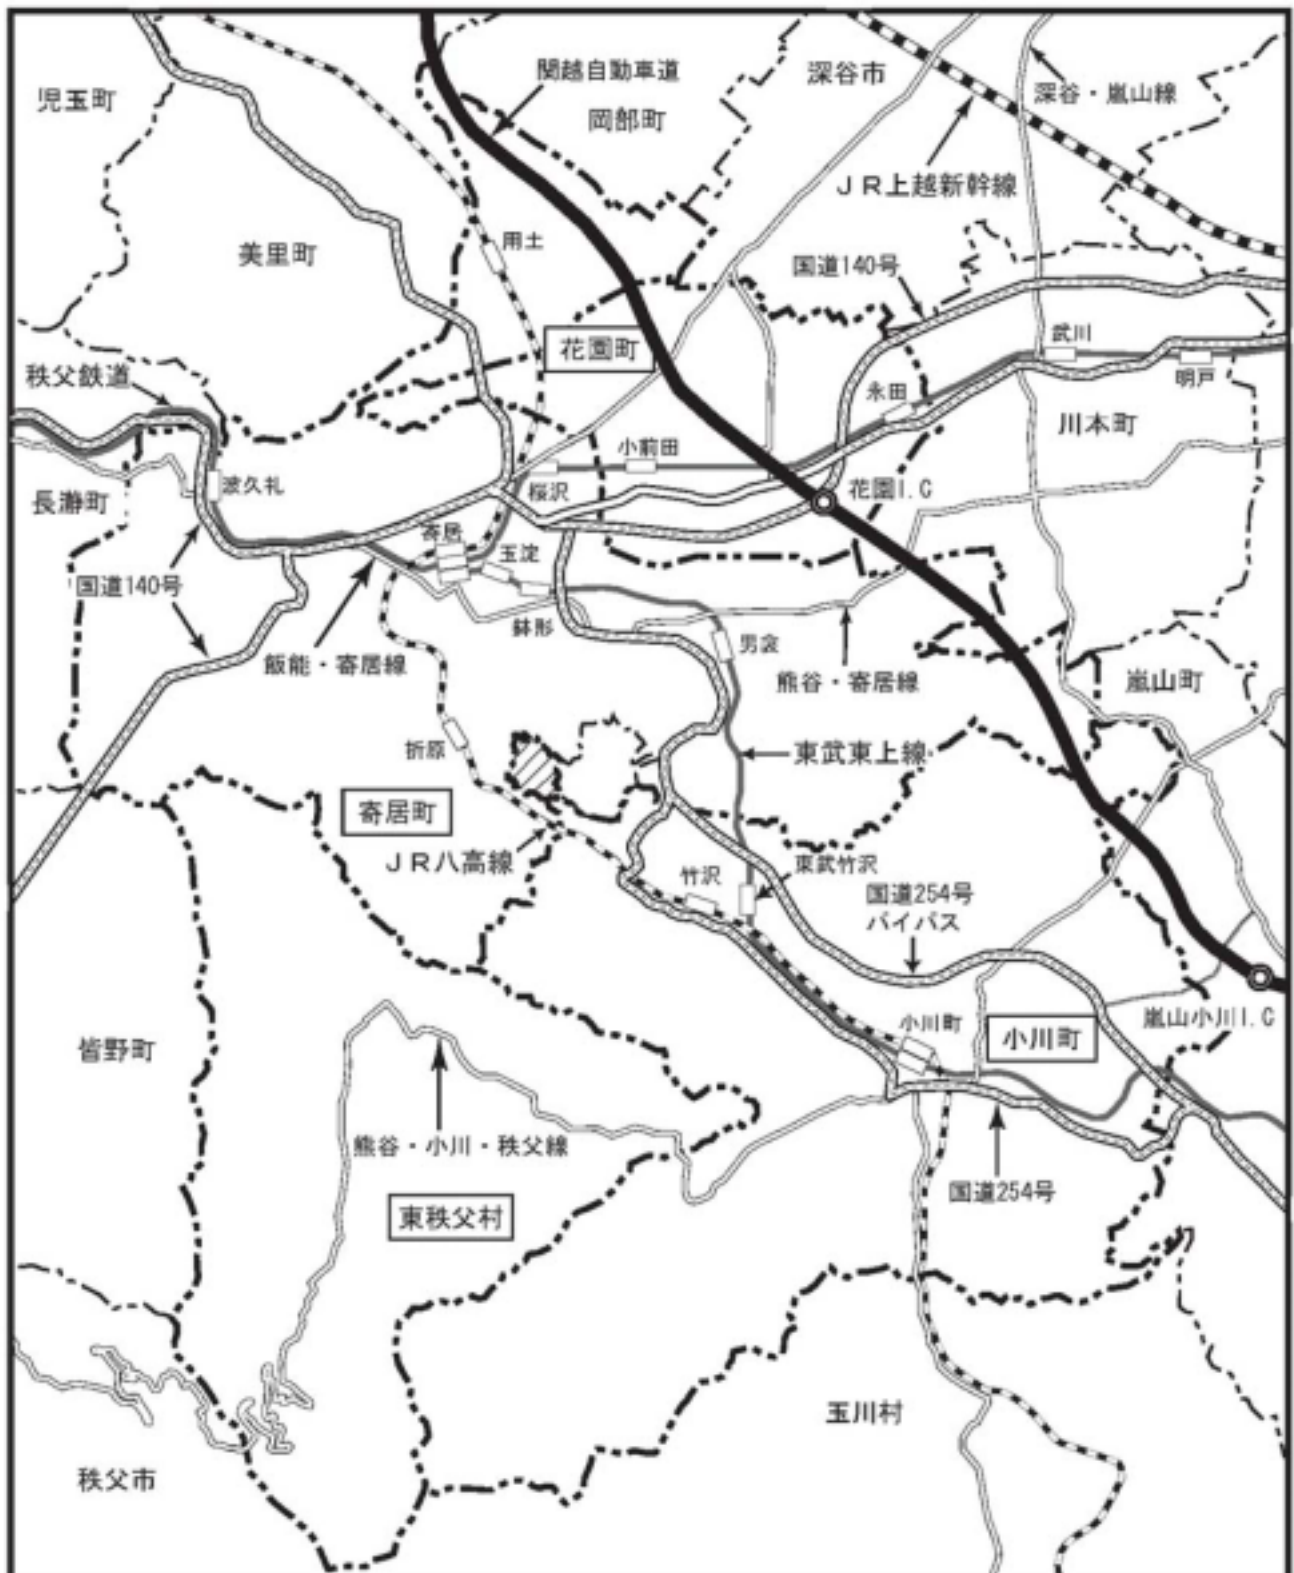 関越自動車道
深谷市
児玉町
岡部町
深谷・嵐山線
JR上越新幹線
用土
美里町
国道140号
花園町
武川
秩父鉄道
明戸
永田
川本町
小前田
波久礼
桜沢
花園I.C
長瀞町
寄居
玉淀
国道140号
鉢形
男衾
飯能・寄居線
熊谷・寄居線
嵐山町
折原
東武東上線
寄居町
JR八高線
竹沢
東武竹沢
国道254号
バイパス
嵐山小川I.C
小川町
小川町
皆野町
熊谷・小川・秩父線
国道254号
東秩父村
玉川村
秩父市